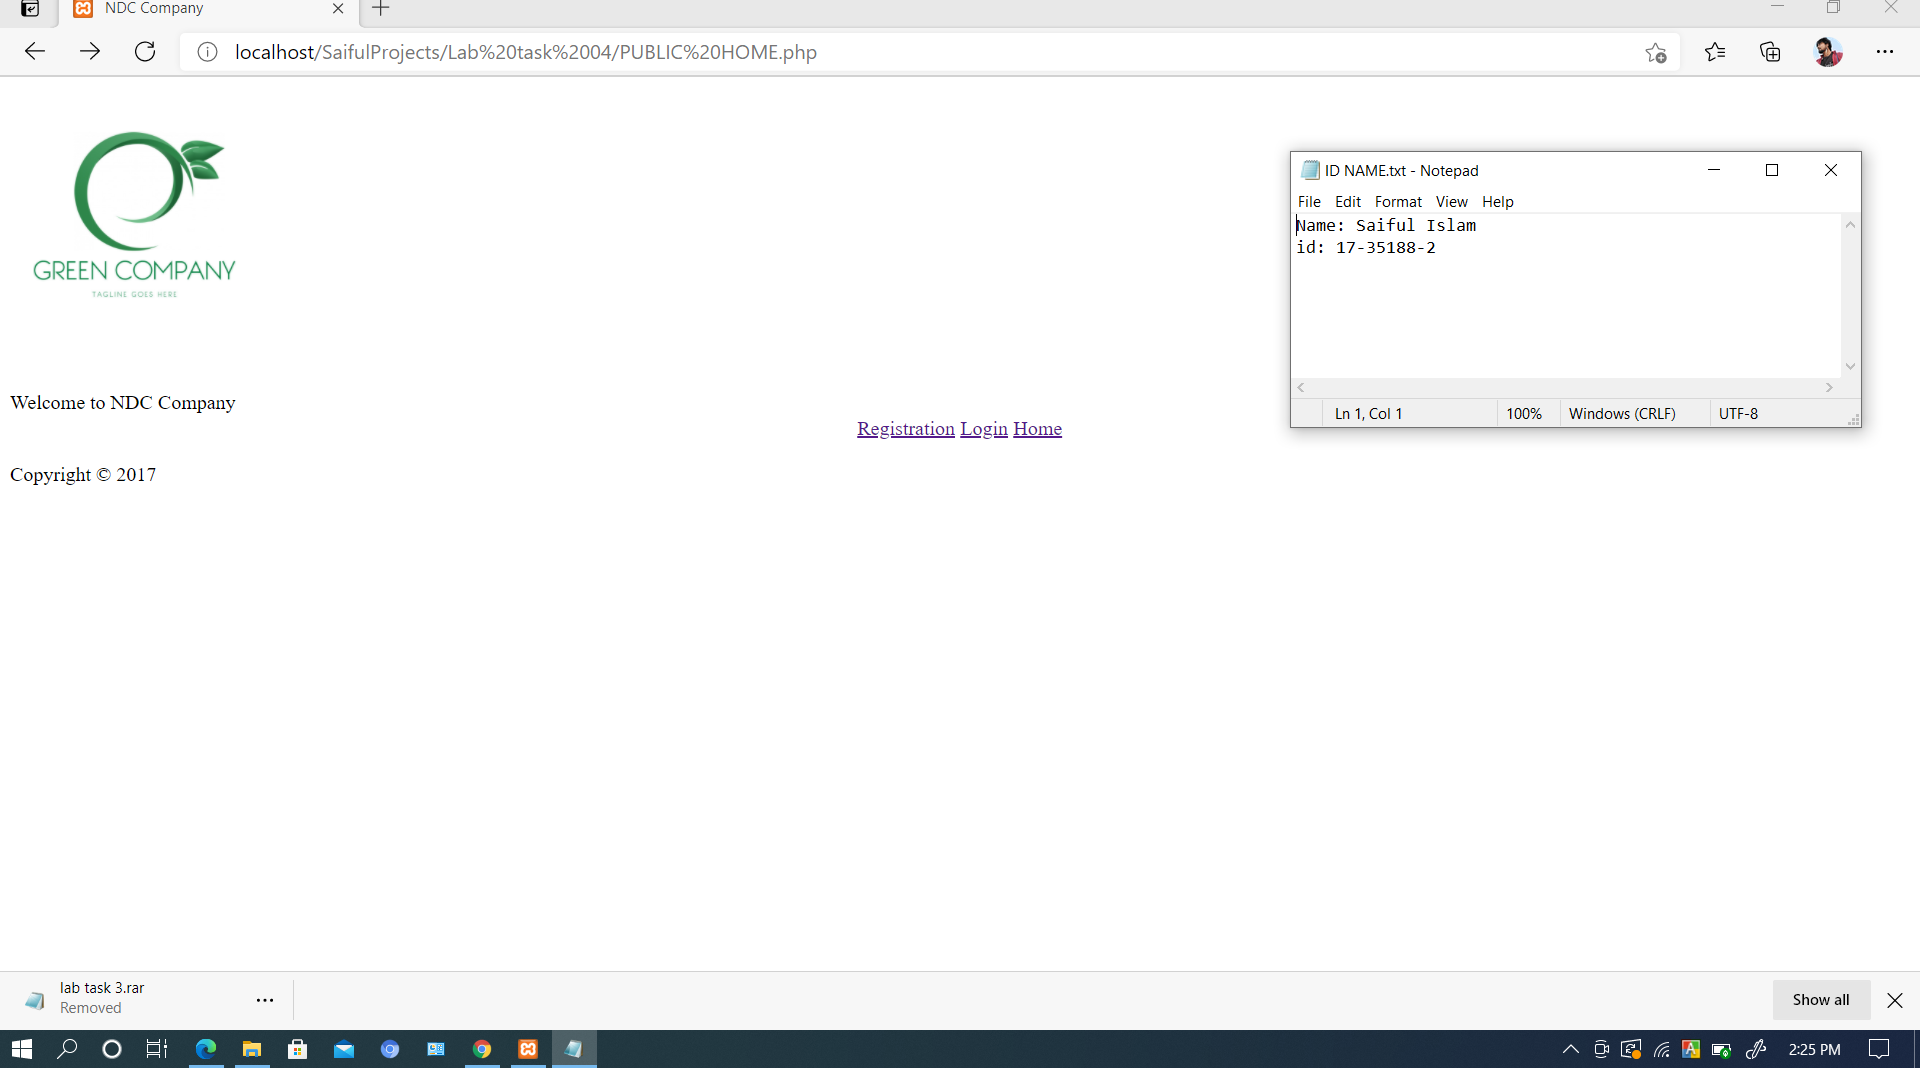 NDC Company
localhost/SaifulProjects/Lab%20task%2004/PUBLIC%20HOME.php
GREEN COMPANY
TAGLINE GOES HERE
Welcome to NDC Company
Registration Login Home
Copyright © 2017
ID NAME.txt - Notepad
File Edit Format View Help
Name: Saiful Islam
id: 17-35188-2
Ln 1, Col 1 100% Windows (CRLF) UTF-8
lab task 3.rar
Removed
Show all
2:25 PM